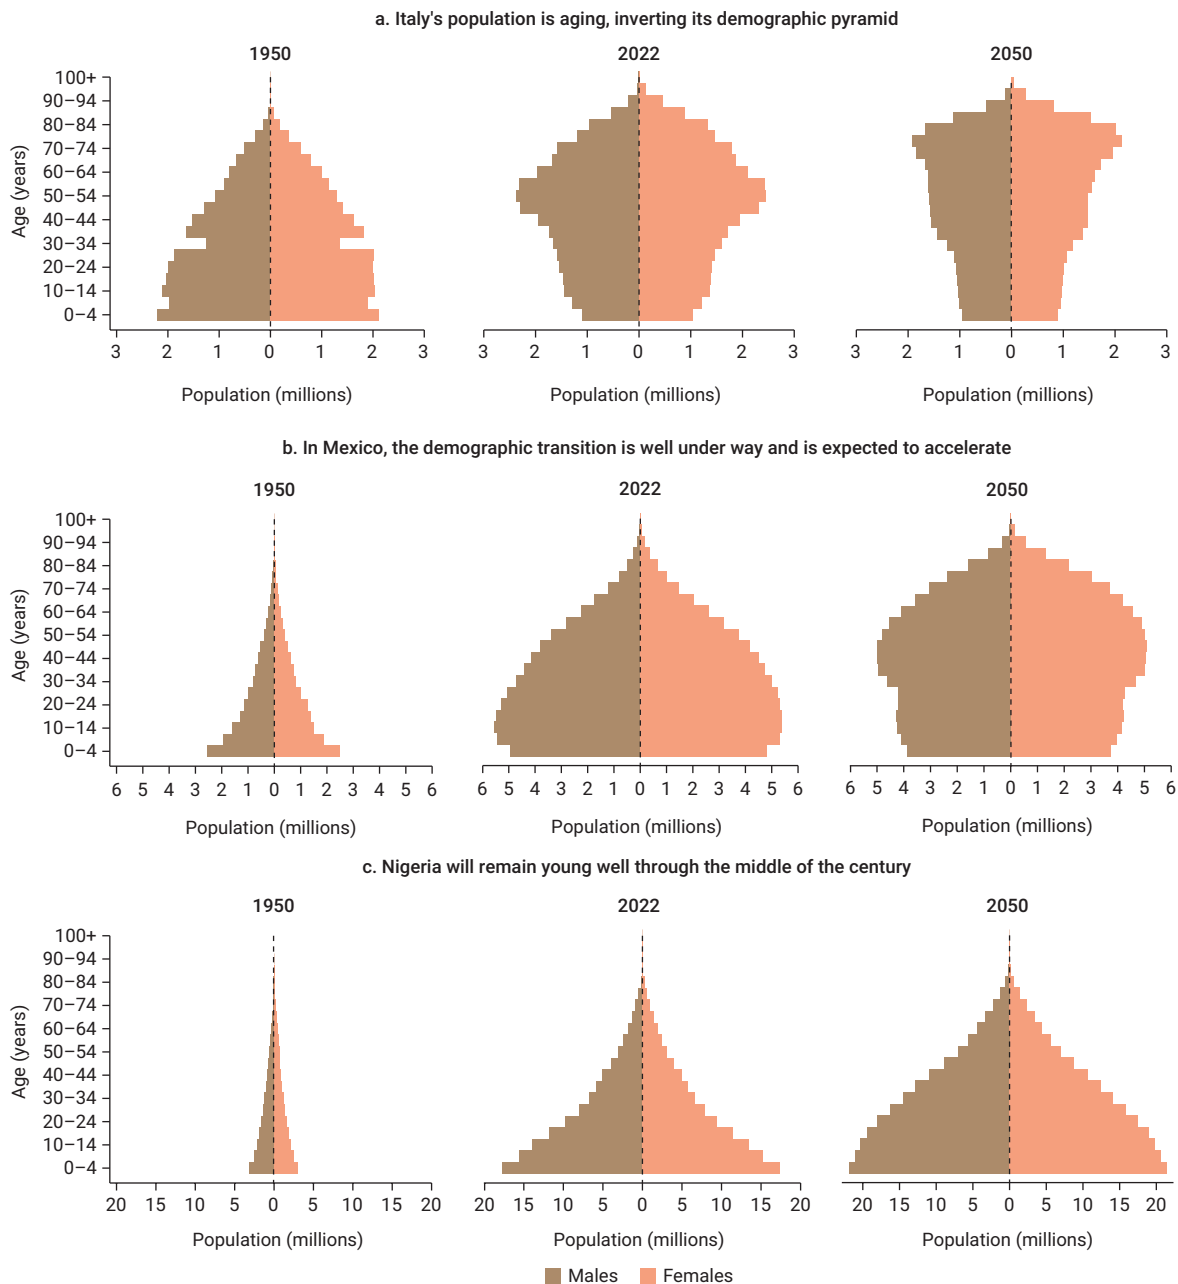 a. Italy's population is aging, inverting its demographic pyramid
1950
2022
2050
Age (years)
100+
90–94
80–84
70–74
60–64
50–54
40–44
30–34
20–24
10–14
0–4
3 2 1 0 1 2 3
3 2 1 0 1 2 3
3 2 1 0 1 2 3
Population (millions)
Population (millions)
Population (millions)
b. In Mexico, the demographic transition is well under way and is expected to accelerate
1950
2022
2050
Age (years)
100+
90–94
80–84
70–74
60–64
50–54
40–44
30–34
20–24
10–14
0–4
6 5 4 3 2 1 0 1 2 3 4 5 6
6 5 4 3 2 1 0 1 2 3 4 5 6
6 5 4 3 2 1 0 1 2 3 4 5 6
Population (millions)
Population (millions)
Population (millions)
c. Nigeria will remain young well through the middle of the century
1950
2022
2050
Age (years)
100+
90–94
80–84
70–74
60–64
50–54
40–44
30–34
20–24
10–14
0–4
20 15 10 5 0 5 10 15 20
20 15 10 5 0 5 10 15 20
20 15 10 5 0 5 10 15 20
Population (millions)
Population (millions)
Population (millions)
Males Females